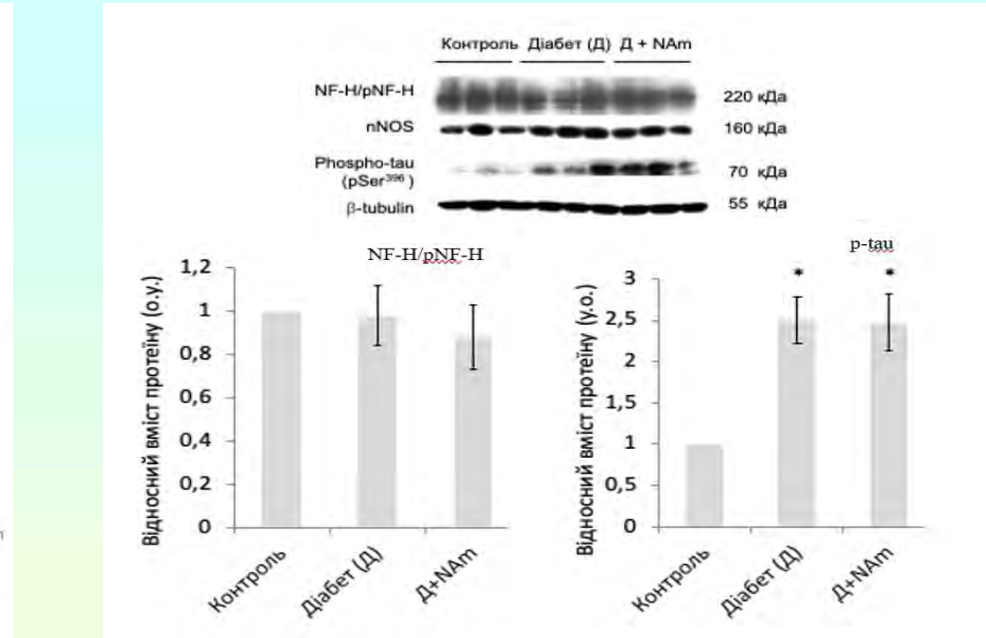 Контроль Діабет (Д) Д + NAm
NF-H/pNF-H 220 кДа
nNOS 160 кДа
Phospho-tau
(pSer³⁹⁶) 70 кДа
β-tubulin 55 кДа
NF-H/pNF-H
Відносний вміст протеїну (о.у.)
1,2
1
0,8
0,6
0,4
0,2
0
Контроль
Діабет (Д)
Д+NAm
p-tau
Відносний вміст протеїну (у.о.)
3
2,5
2
1,5
1
0,5
0
* *
Контроль
Діабет (Д)
Д+NAm